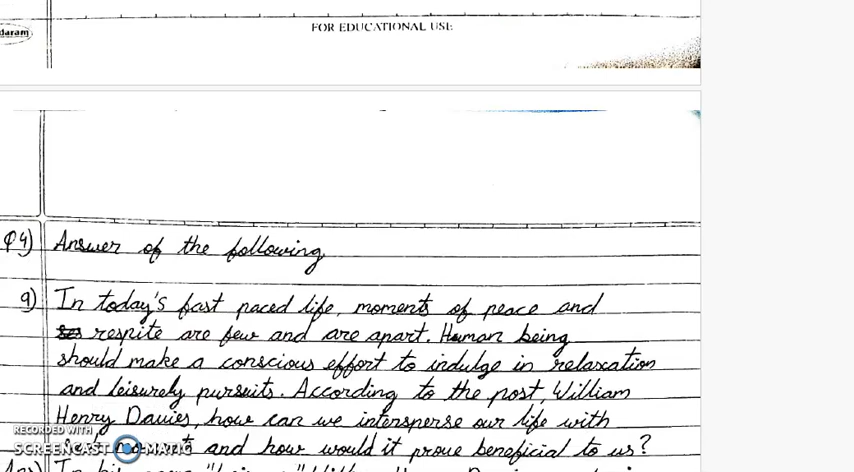 daram
FOR EDUCATIONAL USE
Q4) Answer of the following
9) In today's fast paced life, moments of peace and
respite are few and are apart. Human being
should make a conscious effort to indulge in relaxation
and leisurely pursuits. According to the post, William
Henry Davies, how can we intersperse our life with
and how would it prove beneficial to us?
RECORDED WITH
SCREENCAST MATIC
Ans)